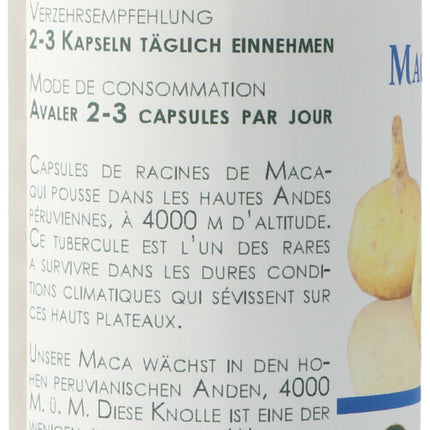 VERZEHRSEMPFEHLUNG
2-3 KAPSELN TÄGLICH EINNEHMEN
MODE DE CONSOMMATION
AVALER 2-3 CAPSULES PAR JOUR
CAPSULES DE RACINES DE MACA-
QUI POUSSE DANS LES HAUTES ANDES
PÉRUVIENNES, À 4000 M D'ALTITUDE.
CE TUBERCULE EST L'UN DES RARES
A SURVIVRE DANS LES DURES CONDI-
TIONS CLIMATIQUES QUI SÉVISSENT SUR
CES HAUTS PLATEAUX.
UNSERE MACA WÄCHST IN DEN HO-
HEN PERUVIANISCHEN ANDEN, 4000
M. Ü M. DIESE KNOLLE IST EINE DER